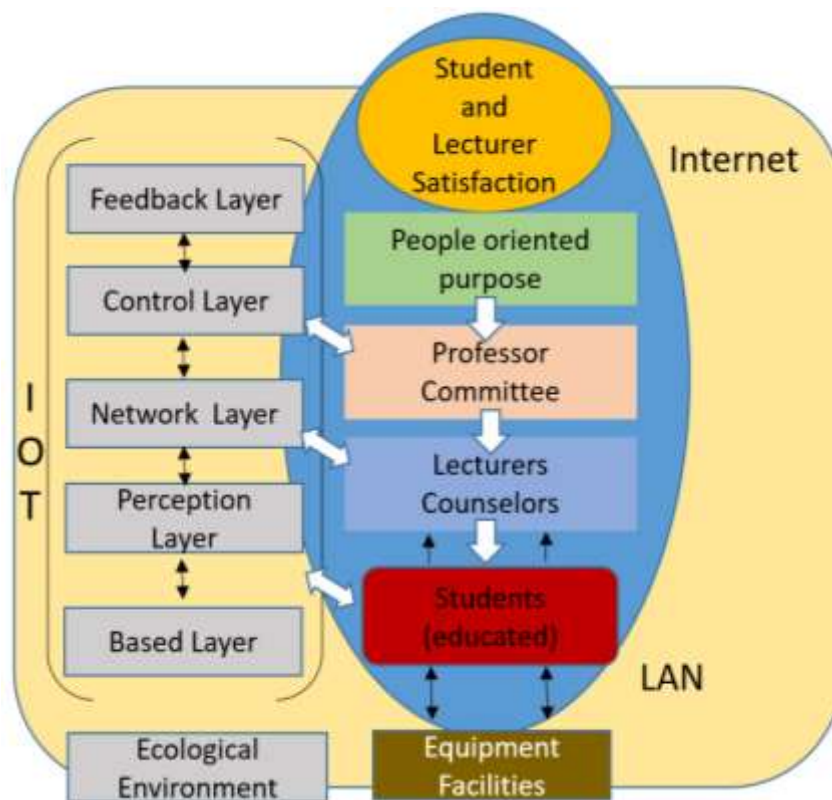 Student
and
Lecturer
Satisfaction
Internet
Feedback Layer
People oriented
purpose
Control Layer
Professor
Committee
I
O
T
Network Layer
Lecturers
Counselors
Perception
Layer
Students
(educated)
Based Layer
LAN
Ecological
Environment
Equipment
Facilities